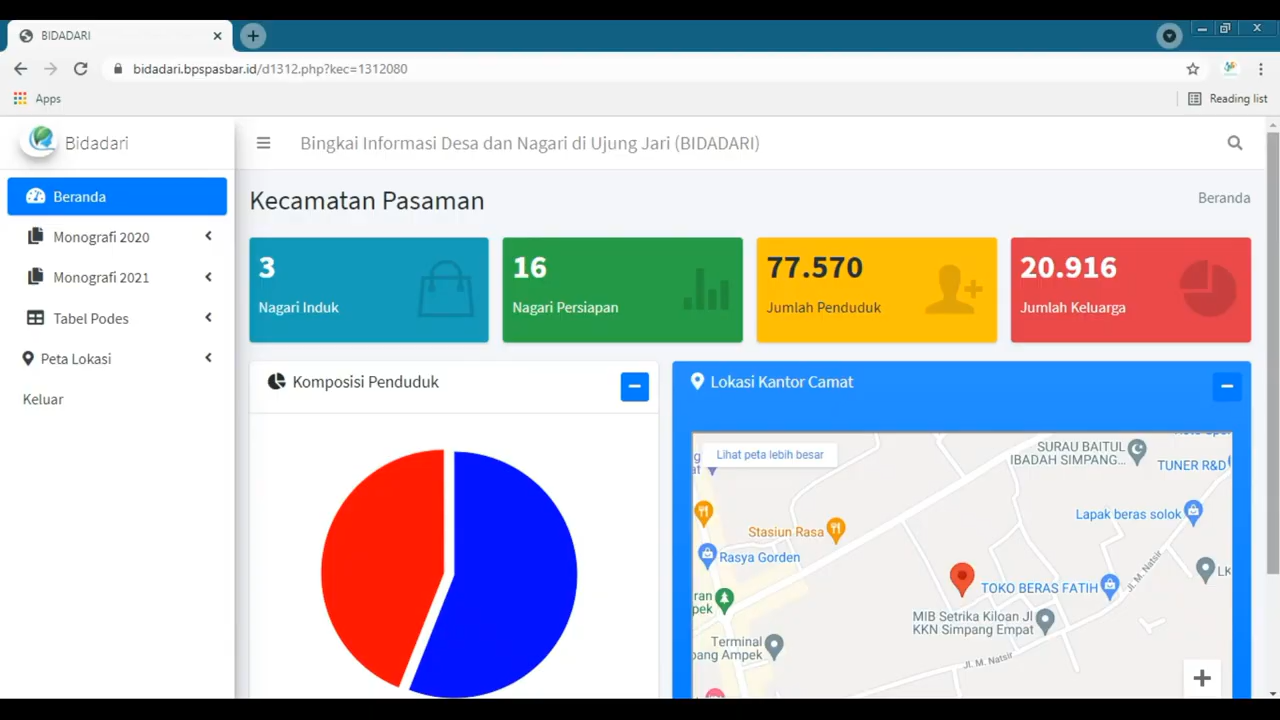 BIDADARI
bidadari.bpspasbar.id/d1312.php?kec=1312080
Apps
Reading list
Bidadari
Bingkai Informasi Desa dan Nagari di Ujung Jari (BIDADARI)
Beranda
Monografi 2020
Monografi 2021
Tabel Podes
Peta Lokasi
Keluar
Kecamatan Pasaman
Beranda
3
Nagari Induk
16
Nagari Persiapan
77.570
Jumlah Penduduk
20.916
Jumlah Keluarga
Komposisi Penduduk
Lokasi Kantor Camat
Lihat peta lebih besar
SURAU BAITUL
IBADAH SIMPANG...
TUNER R&D
Lapak beras solok
Stasiun Rasa
Rasya Gorden
TOKO BERAS FATIH
Jl. M. Natsir
LK
MIB Setrika Kiloan Jl
KKN Simpang Empat
ran
pek
Terminal
pang Ampek
Jl. M. Natsir